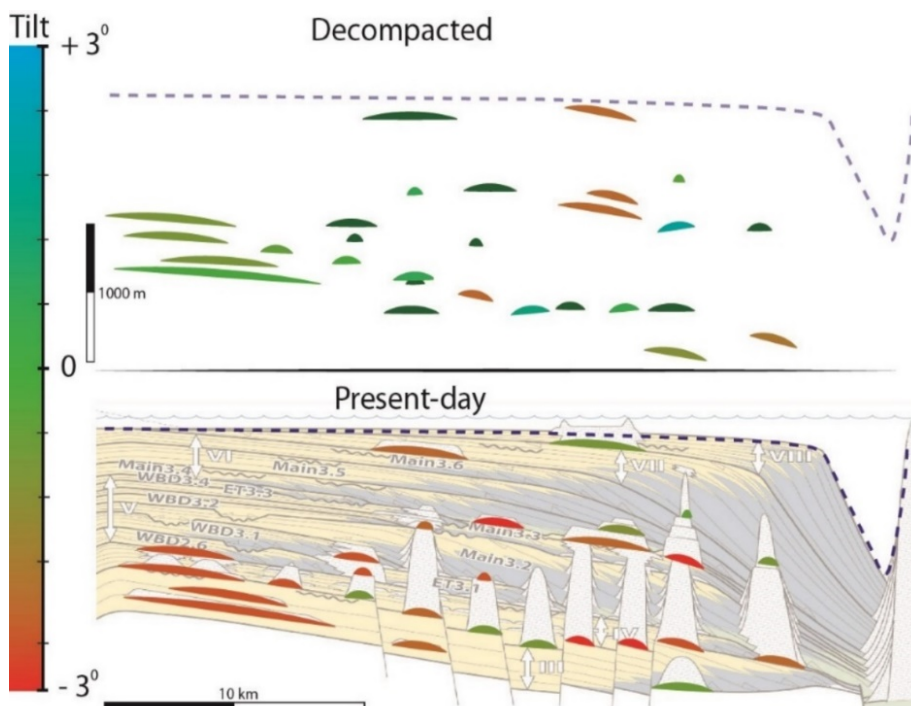 Tilt
+ 3⁰
Decompacted
1000 m
0
Present-day
VI
Main3.6
VII
VIII
Main3.4
Main3.5
WBD3.4
ET3.3
WBD3.2
V
WBD3.1
Main3.3
WBD2.6
Main3.2
ET3.1
IV
III
- 3⁰
10 km